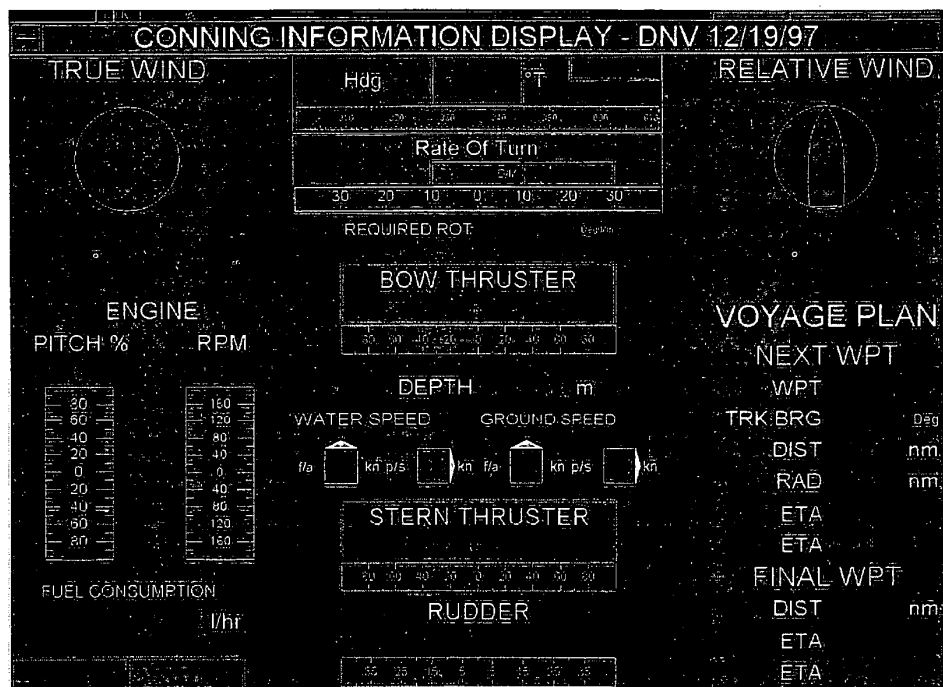 CONNING INFORMATION DISPLAY - DNV 12/19/97
TRUE WIND
Hdg °T
RELATIVE WIND
Rate Of Turn
30 20 10 0 10 20 30
REQUIRED ROT
BOW THRUSTER
ENGINE
PITCH % RPM
80 160
60 120
40 80
20 40
0 0
20 40
40 80
60 120
80 160
FUEL CONSUMPTION
l/hr
DEPTH m
WATER SPEED GROUND SPEED
f/a kn p/s kn f/a kn p/s kn
STERN THRUSTER
RUDDER
VOYAGE PLAN
NEXT WPT
WPT
TRK BRG Deg
DIST nm
RAD nm
ETA
ETA
FINAL WPT
DIST nm
ETA
ETA